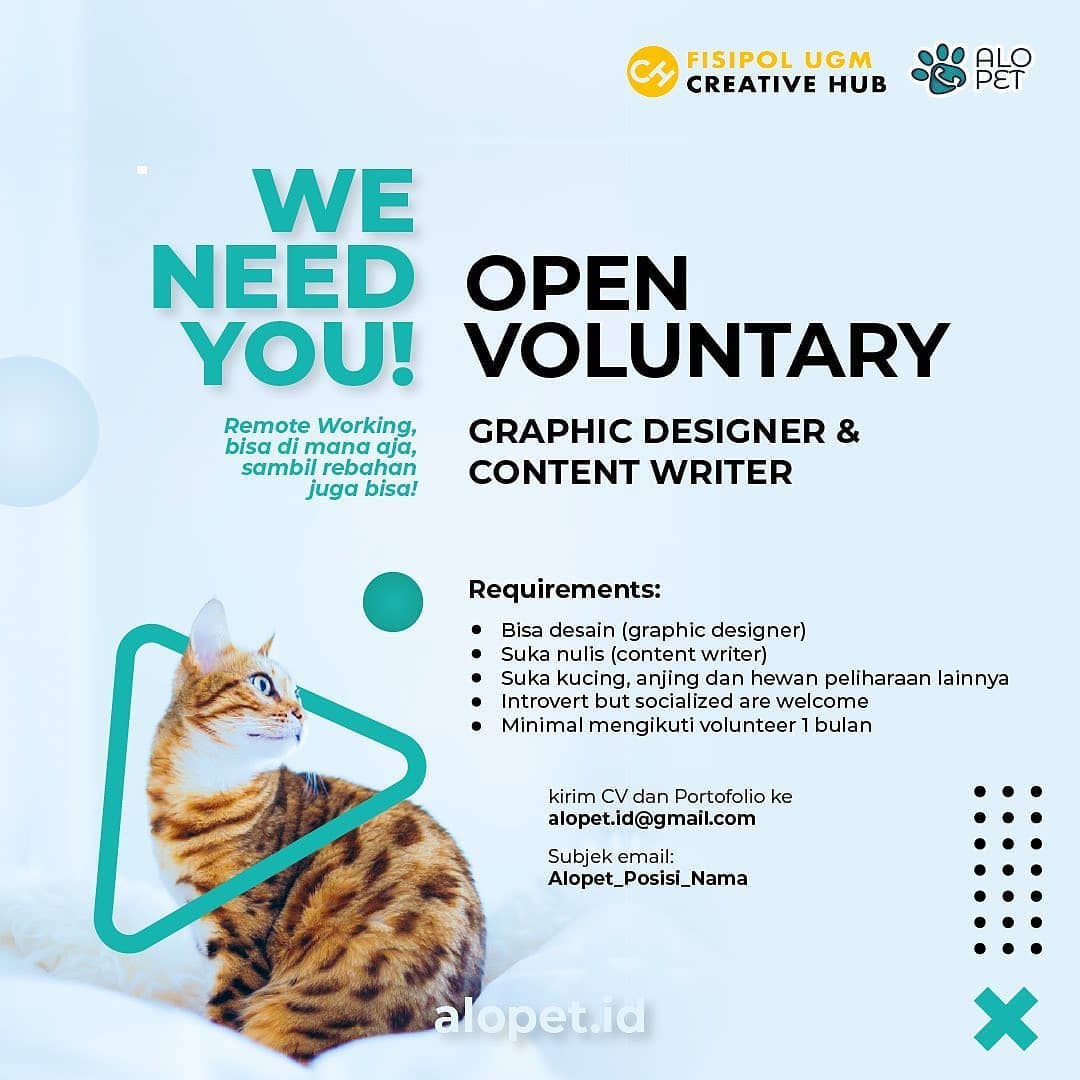 FISIPOL UGM
CREATIVE HUB
ALO
PET
WE
NEED
YOU!
Remote Working,
bisa di mana aja,
sambil rebahan
juga bisa!
OPEN
VOLUNTARY
GRAPHIC DESIGNER &
CONTENT WRITER
Requirements:
• Bisa desain (graphic designer)
• Suka nulis (content writer)
• Suka kucing, anjing dan hewan peliharaan lainnya
• Introvert but socialized are welcome
• Minimal mengikuti volunteer 1 bulan
kirim CV dan Portofolio ke
alopet.id@gmail.com
Subjek email:
Alopet_Posisi_Nama
alopet.id